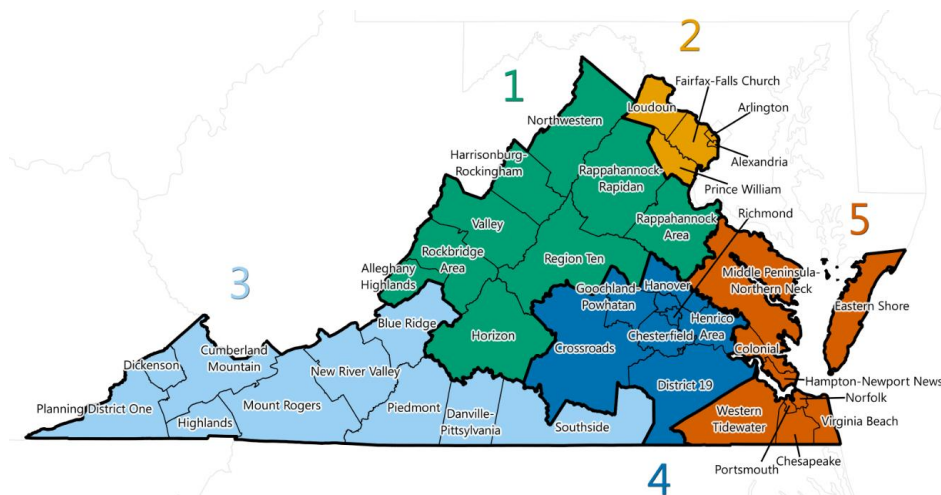 2
Fairfax-Falls Church
1
Loudoun
Arlington
Northwestern
Alexandria
Harrisonburg-
Rockingham
Rappahannock-
Rapidan
Prince William
Richmond
Valley
Rappahannock
Area
5
Rockbridge
Area
Region Ten
Alleghany
Highlands
Middle Peninsula-
Northern Neck
3
Goochland-
Powhatan
Hanover
Eastern Shore
Blue Ridge
Henrico
Area
Horizon
Chesterfield
Crossroads
Colonial
Cumberland
Mountain
Dickenson
New River Valley
Hampton-Newport News
District 19
Norfolk
Planning District One
Mount Rogers
Piedmont
Danville-
Pittsylvania
Western
Tidewater
Virginia Beach
Highlands
Southside
Chesapeake
Portsmouth
4